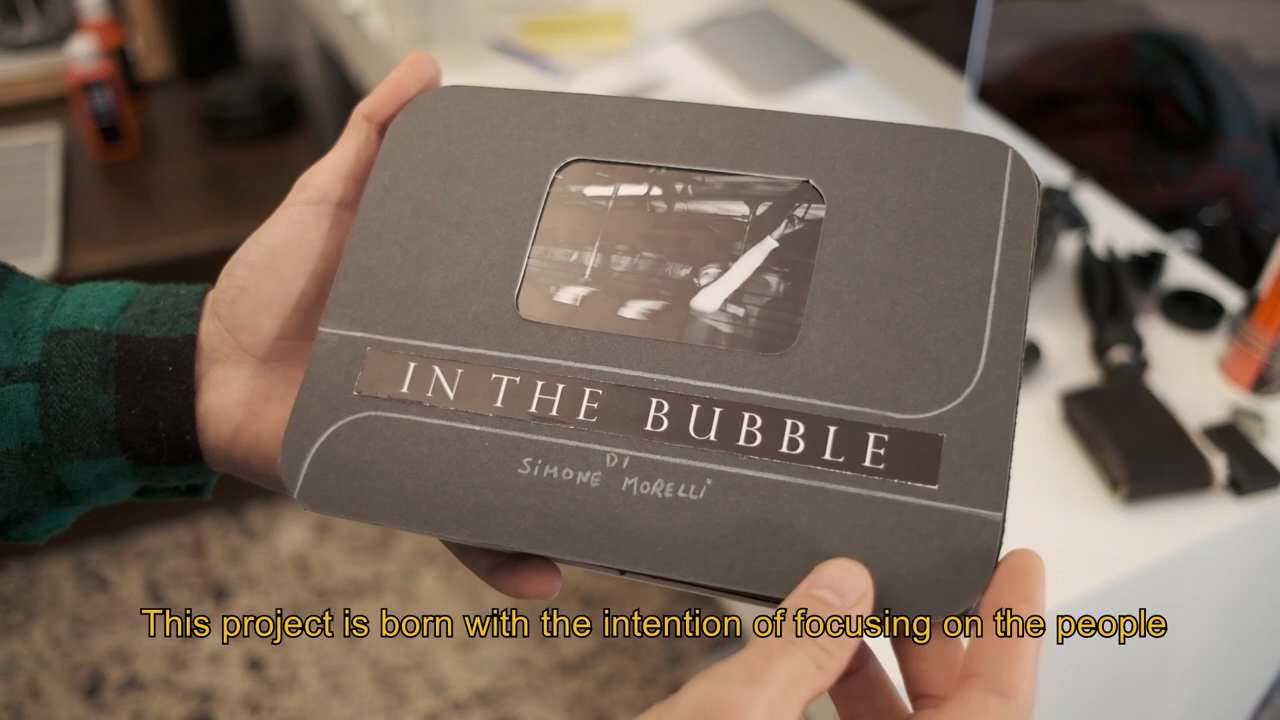 IN THE BUBBLE
DI
SiMONE MORELLi
This project is born with the intention of focusing on the people